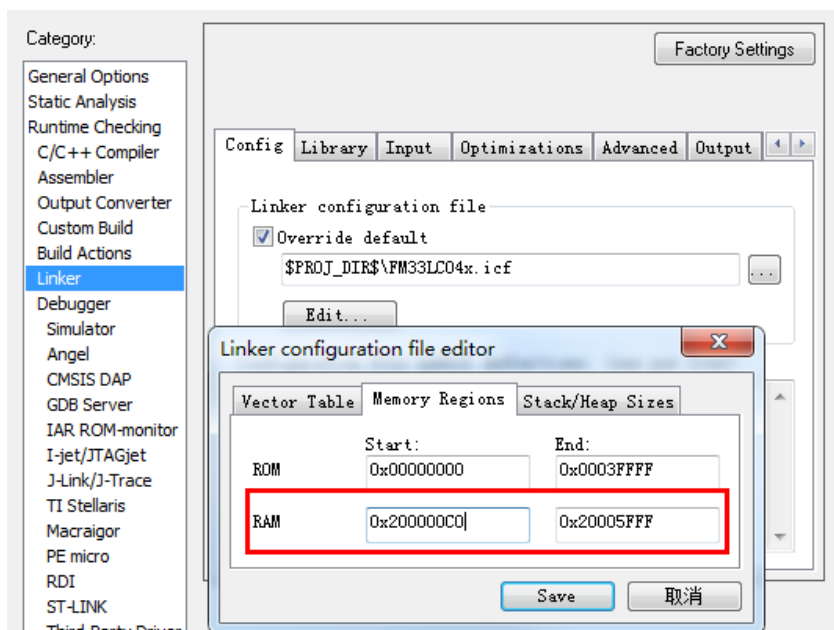 Category:
Factory Settings
General Options
Static Analysis
Runtime Checking
C/C++ Compiler
Assembler
Output Converter
Custom Build
Build Actions
Linker
Debugger
Simulator
Angel
CMSIS DAP
GDB Server
IAR ROM-monitor
I-jet/JTAGjet
J-Link/J-Trace
TI Stellaris
Macraigor
PE micro
RDI
ST-LINK
Third-Party Driver
Config Library Input Optimizations Advanced Output
Linker configuration file
Override default
$PROJ_DIR$\FM33LC04x.icf
...
Edit...
Linker configuration file editor
Vector Table Memory Regions Stack/Heap Sizes
Start: End:
ROM 0x00000000 0x0003FFFF
RAM 0x200000C0 0x20005FFF
Save 取消